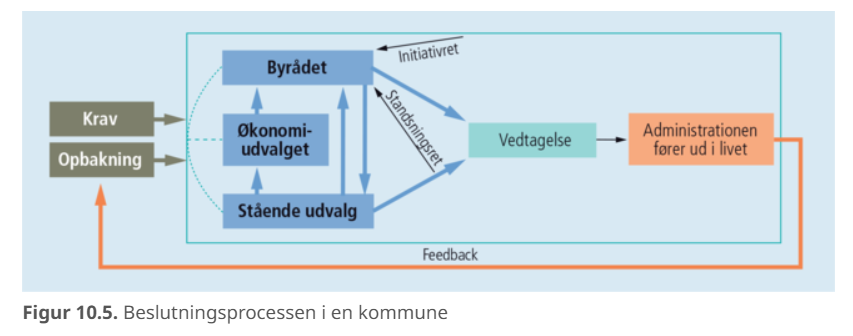 Initiativret
Byrådet
Standsningsret
Krav
Økonomi-
udvalget
Opbakning
Vedtagelse
Administrationen
fører ud i livet
Stående udvalg
Feedback
Figur 10.5. Beslutningsprocessen i en kommune